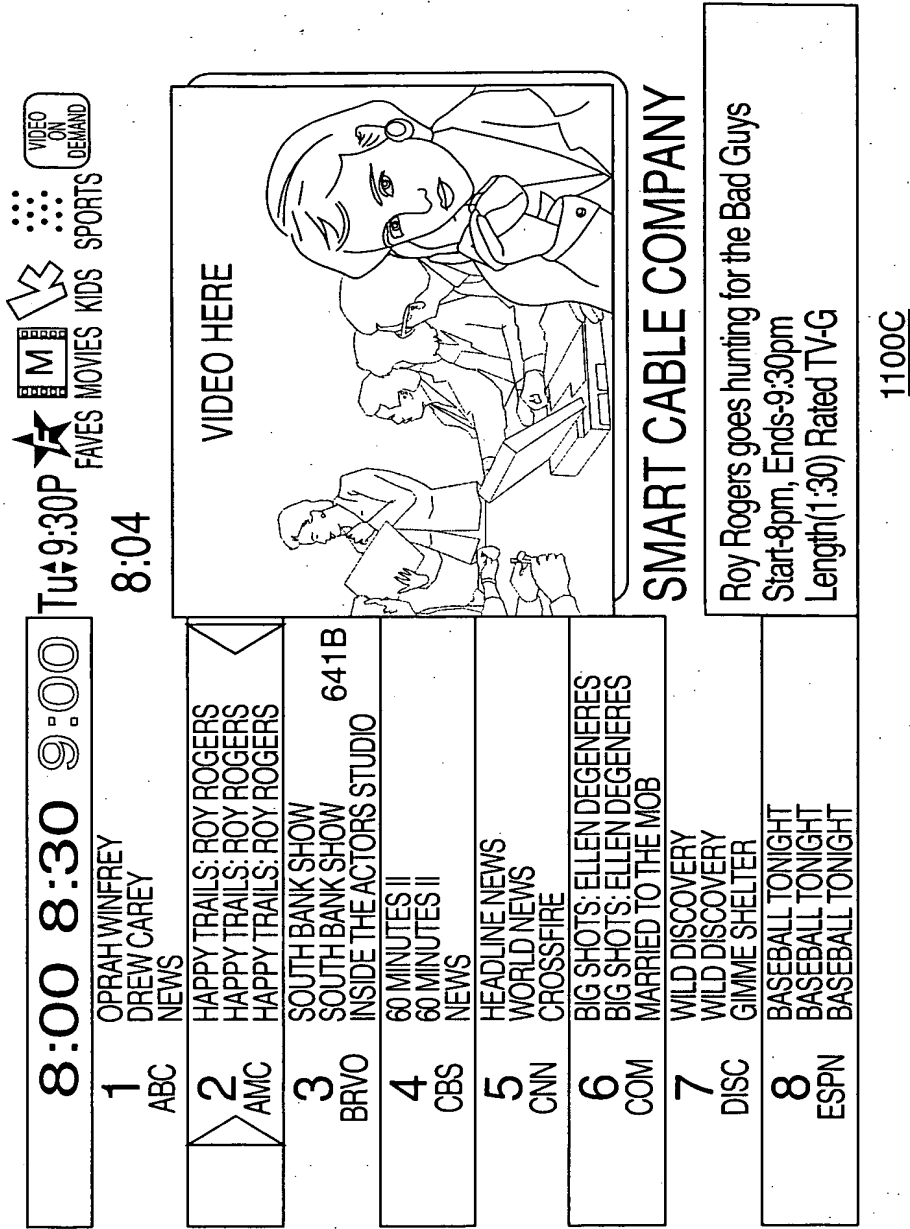 8:00 8:30 9:00
Tu 9:30P
F
M
FAVES MOVIES KIDS SPORTS
VIDEO
ON
DEMAND
8:04
1
ABC
OPRAH WINFREY
DREW CAREY
NEWS
2
AMC
HAPPY TRAILS: ROY ROGERS
HAPPY TRAILS: ROY ROGERS
HAPPY TRAILS: ROY ROGERS
3
BRVO
SOUTH BANK SHOW
SOUTH BANK SHOW
INSIDE THE ACTORS STUDIO
641B
4
CBS
60 MINUTES II
60 MINUTES II
NEWS
5
CNN
HEADLINE NEWS
WORLD NEWS
CROSSFIRE
6
COM
BIG SHOTS: ELLEN DEGENERES
BIG SHOTS: ELLEN DEGENERES
MARRIED TO THE MOB
7
DISC
WILD DISCOVERY
WILD DISCOVERY
GIMME SHELTER
8
ESPN
BASEBALL TONIGHT
BASEBALL TONIGHT
BASEBALL TONIGHT
VIDEO HERE
SMART CABLE COMPANY
Roy Rogers goes hunting for the Bad Guys
Start-8pm, Ends-9:30pm
Length(1:30) Rated TV-G
1100C